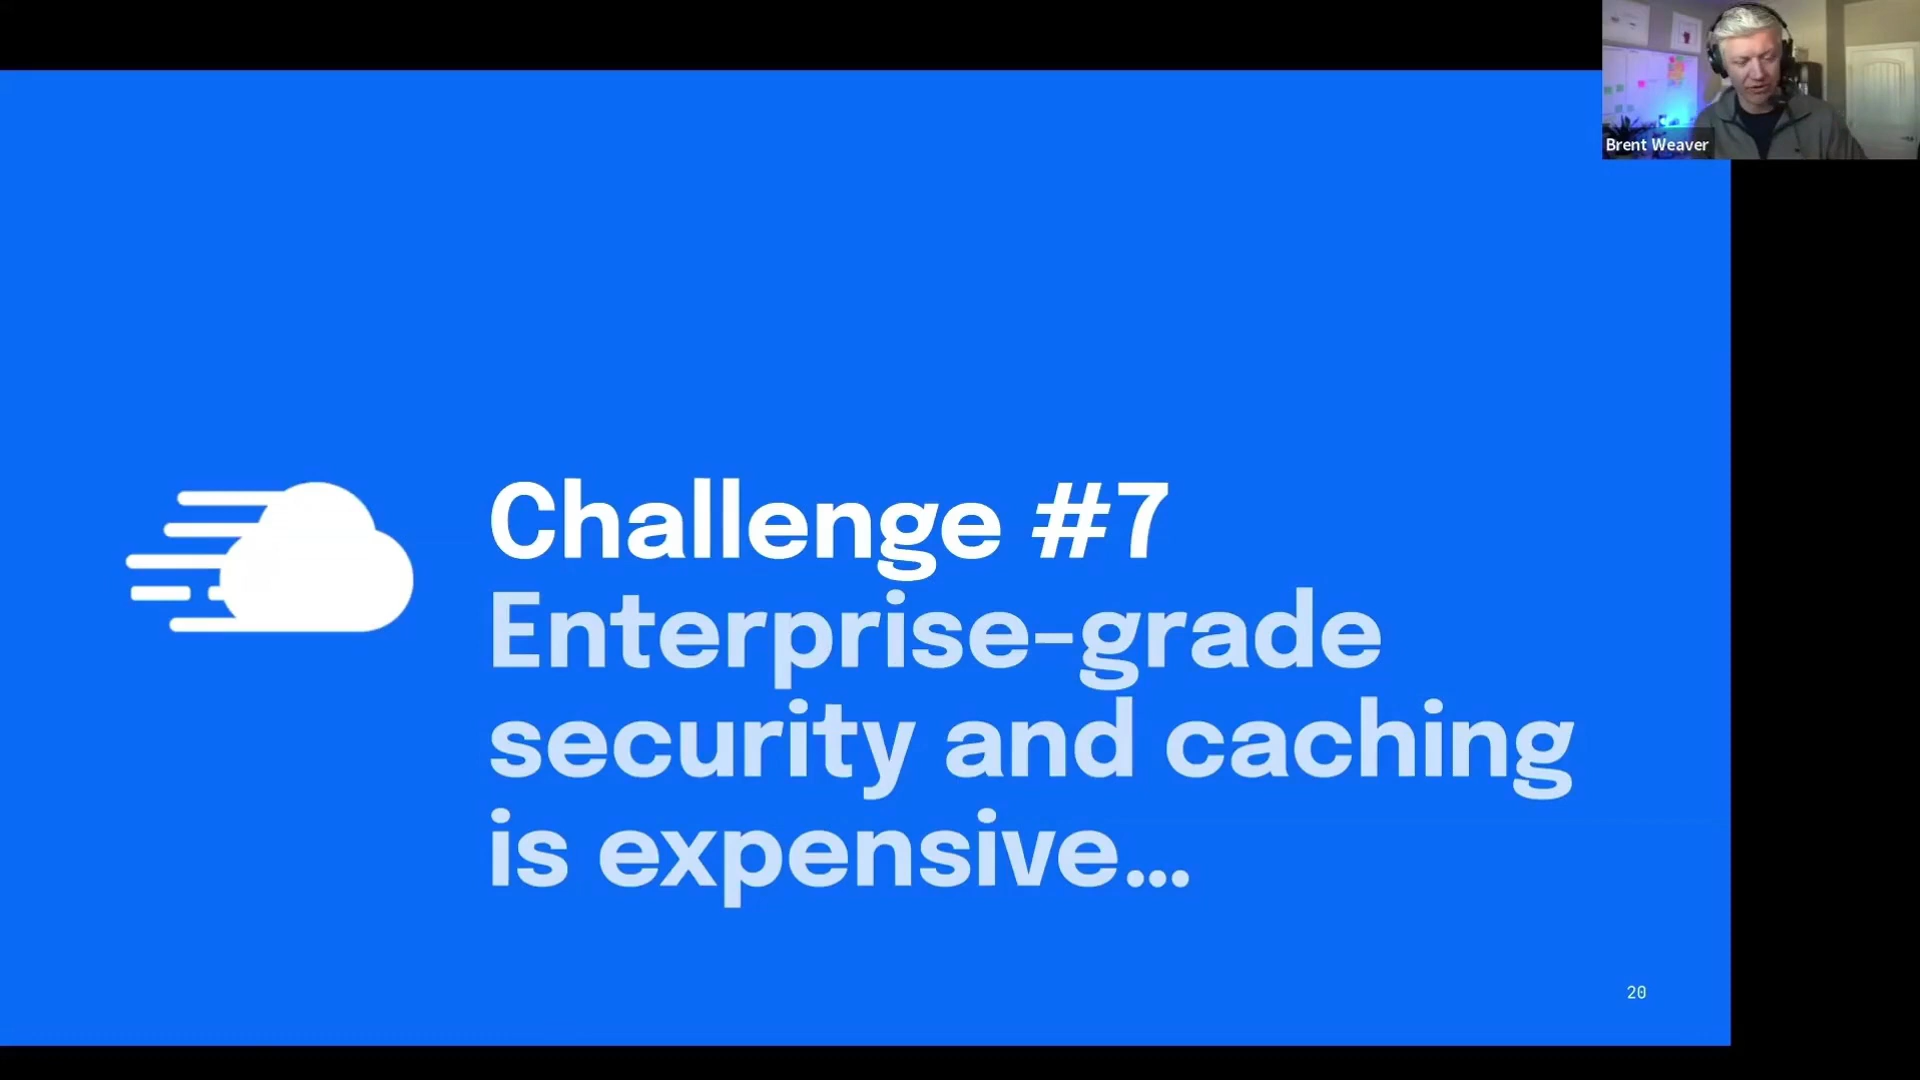 Brent Weaver
Challenge #7
Enterprise-grade
security and caching
is expensive...
20